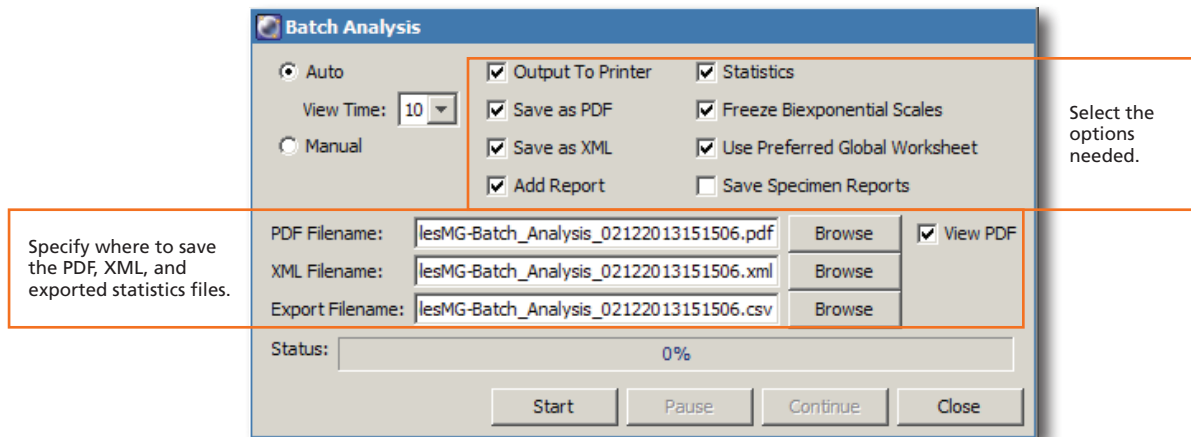 Batch Analysis
Auto
View Time: 10
Manual
Output To Printer
Save as PDF
Save as XML
Add Report
Statistics
Freeze Biexponential Scales
Use Preferred Global Worksheet
Save Specimen Reports
Select the
options
needed.
Specify where to save
the PDF, XML, and
exported statistics files.
PDF Filename: lesMG-Batch_Analysis_02122013151506.pdf Browse View PDF
XML Filename: lesMG-Batch_Analysis_02122013151506.xml Browse
Export Filename: lesMG-Batch_Analysis_02122013151506.csv Browse
Status: 0%
Start Pause Continue Close